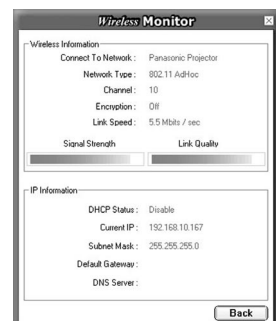 Wireless Monitor
Wireless Information
Connect To Network : Panasonic Projector
Network Type : 802.11 AdHoc
Channel : 10
Encryption : Off
Link Speed : 5.5 Mbits / sec
Signal Strength Link Quality
IP Information
DHCP Status : Disable
Current IP : 192.168.10.167
Subnet Mask : 255.255.255.0
Default Gateway :
DNS Server :
Back